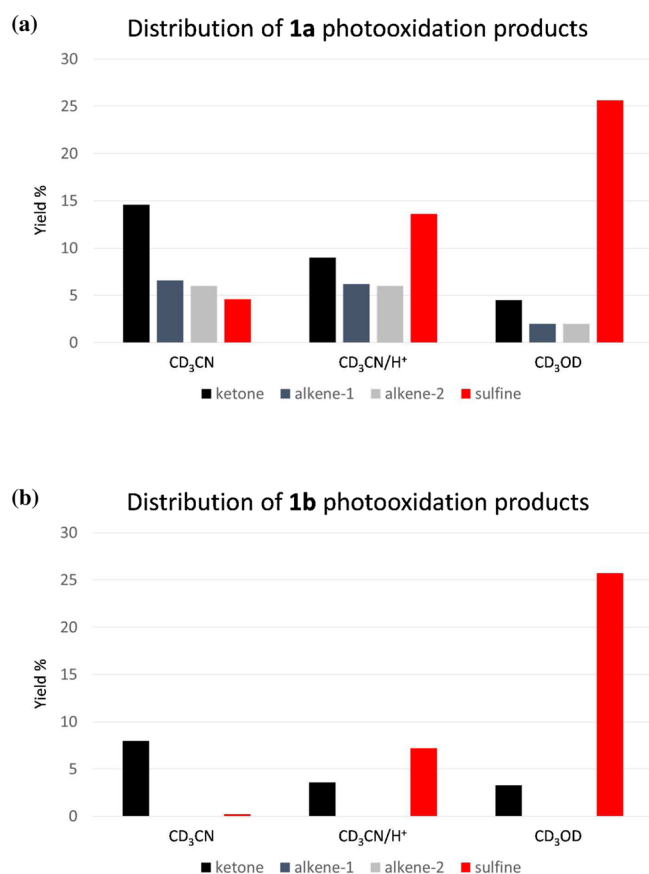 (a)
Distribution of 1a photooxidation products
30
25
20
15
10
5
0
Yield %
CD₃CN CD₃CN/H⁺ CD₃OD
ketone alkene-1 alkene-2 sulfine
(b)
Distribution of 1b photooxidation products
30
25
20
15
10
5
0
Yield %
CD₃CN CD₃CN/H⁺ CD₃OD
ketone alkene-1 alkene-2 sulfine